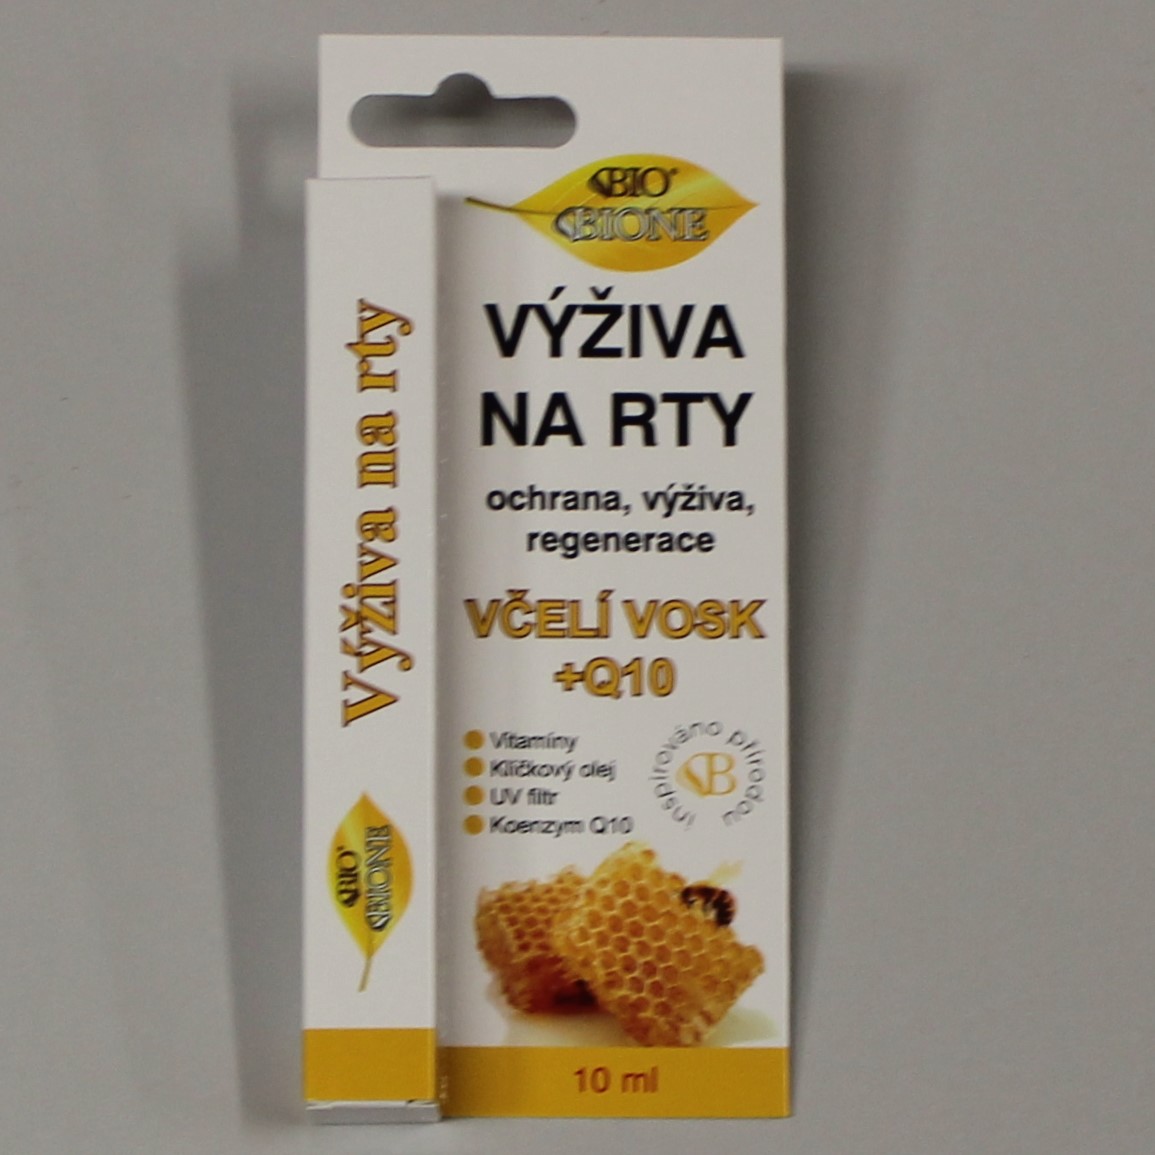 BIO
BIONE
VÝŽIVA
NA RTY
ochrana, výživa,
regenerace
VČELÍ VOSK
+Q10
Vitamíny
Klíčkový olej
UV filtr
Koenzym Q10
inspirováno přírodou
B
10 ml
Výživa na rty
BIO
BIONE